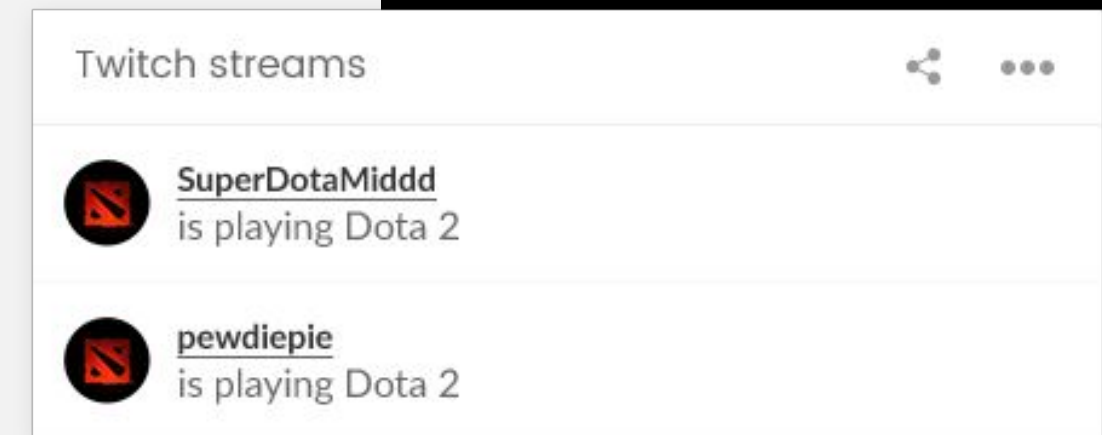 Twitch streams
SuperDotaMiddd
is playing Dota 2
pewdiepie
is playing Dota 2